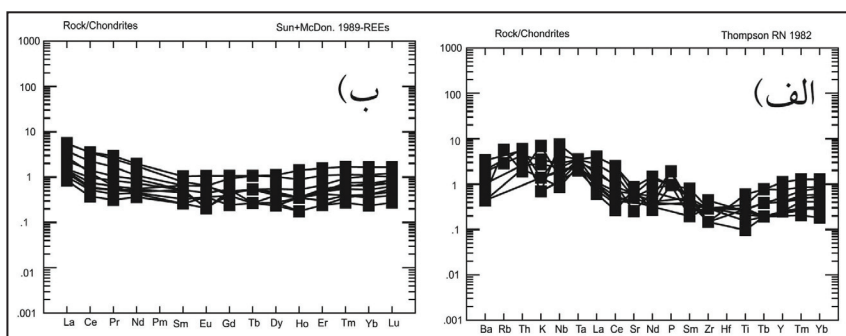 Rock/Chondrites Sun+McDon. 1989-REEs
ب)
1000
100
10
1
.1
.01
.001
La Ce Pr Nd Pm Sm Eu Gd Tb Dy Ho Er Tm Yb Lu
Rock/Chondrites Thompson RN 1982
الف)
1000
100
10
1
.1
.01
.001
Ba Rb Th K Nb Ta La Ce Sr Nd P Sm Zr Hf Ti Tb Y Tm Yb